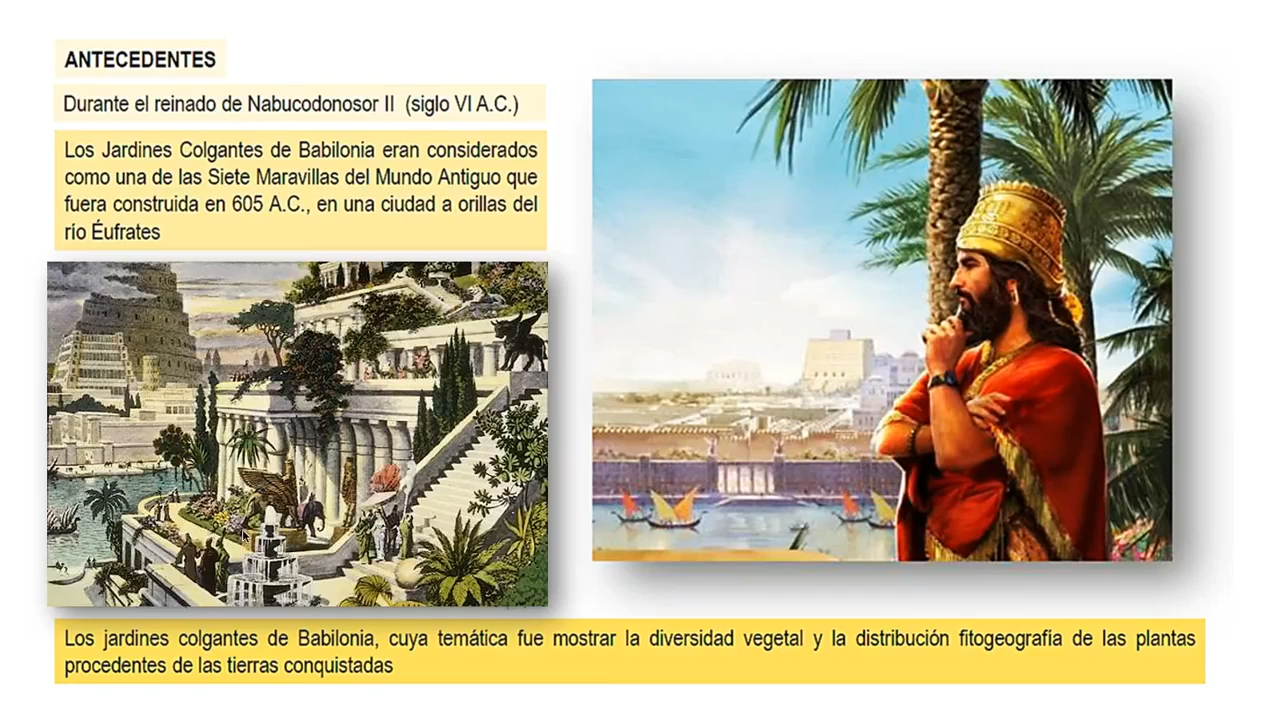 ANTECEDENTES
Durante el reinado de Nabucodonosor II (siglo VI A.C.)
Los Jardines Colgantes de Babilonia eran considerados
como una de las Siete Maravillas del Mundo Antiguo que
fuera construida en 605 A.C., en una ciudad a orillas del
río Éufrates
Los jardines colgantes de Babilonia, cuya temática fue mostrar la diversidad vegetal y la distribución fitogeografía de las plantas
procedentes de las tierras conquistadas